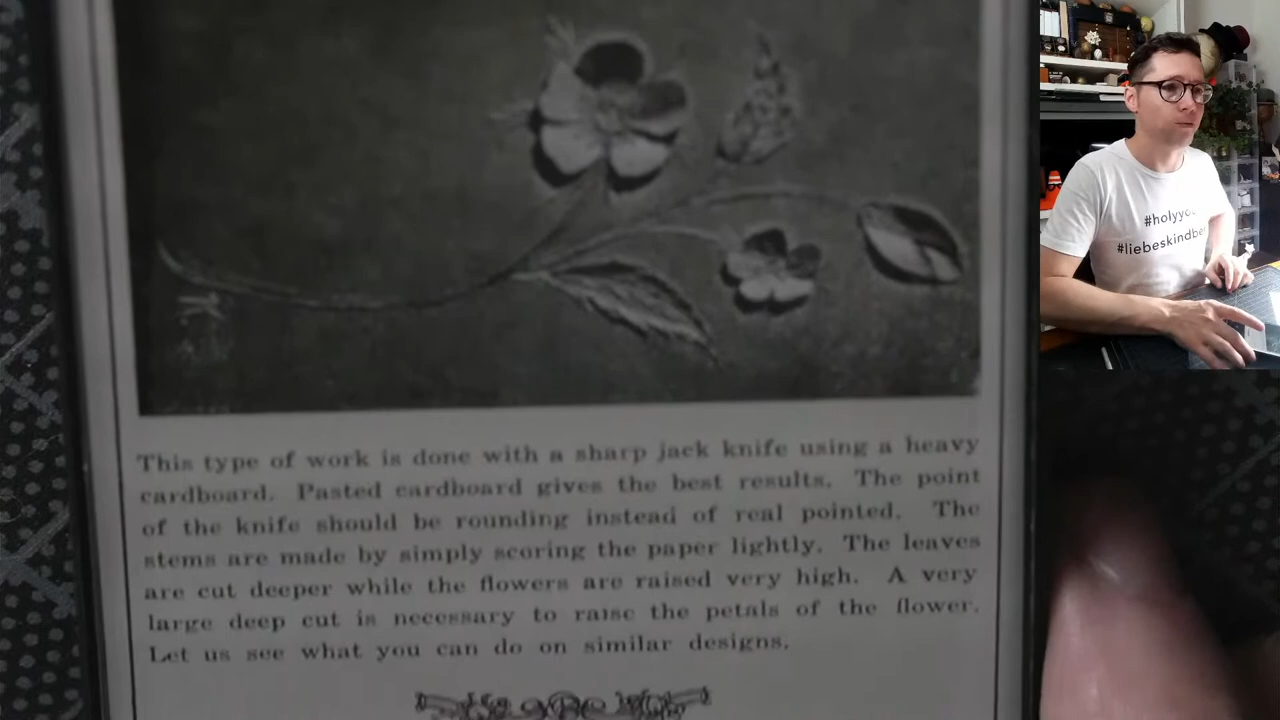 This type of work is done with a sharp jack knife using a heavy
cardboard. Pasted cardboard gives the best results. The point
of the knife should be rounding instead of real pointed. The
stems are made by simply scoring the paper lightly. The leaves
are cut deeper while the flowers are raised very high. A very
large deep cut is necessary to raise the petals of the flower.
Let us see what you can do on similar designs.
#holyyo
#liebeskindber